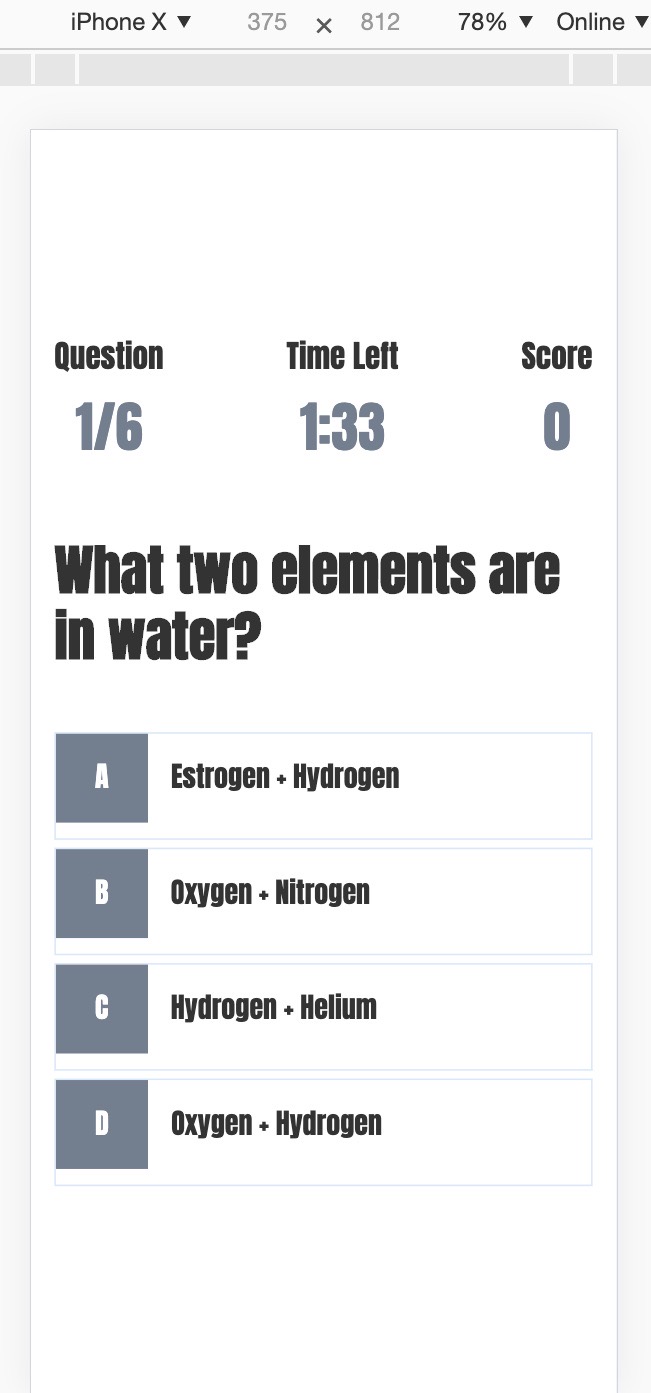 iPhone X ▼ 375 × 812 78% ▼ Online ▼
Question Time Left Score
1/6 1:33 0
What two elements are
in water?
A Estrogen + Hydrogen
B Oxygen + Nitrogen
C Hydrogen + Helium
D Oxygen + Hydrogen